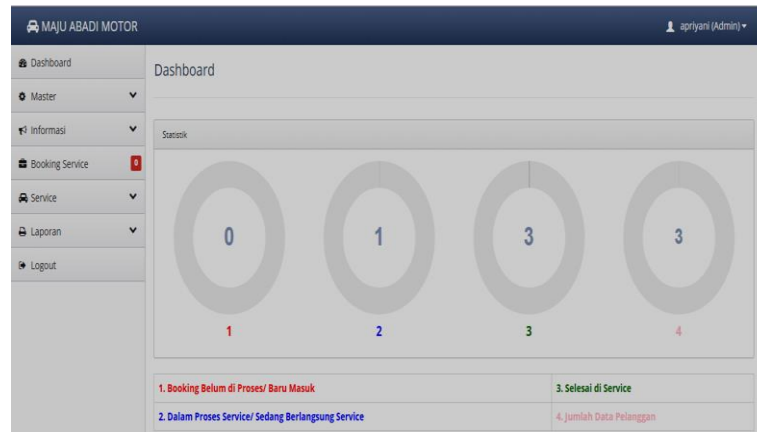 MAJU ABADI MOTOR
apriyani (Admin)
Dashboard
Master
Informasi
Booking Service 0
Service
Laporan
Logout
Dashboard
Statistik
0 1 3 3
1 2 3 4
1. Booking Belum di Proses/ Baru Masuk
3. Selesai di Service
2. Dalam Proses Service/ Sedang Berlangsung Service
4. Jumlah Data Pelanggan